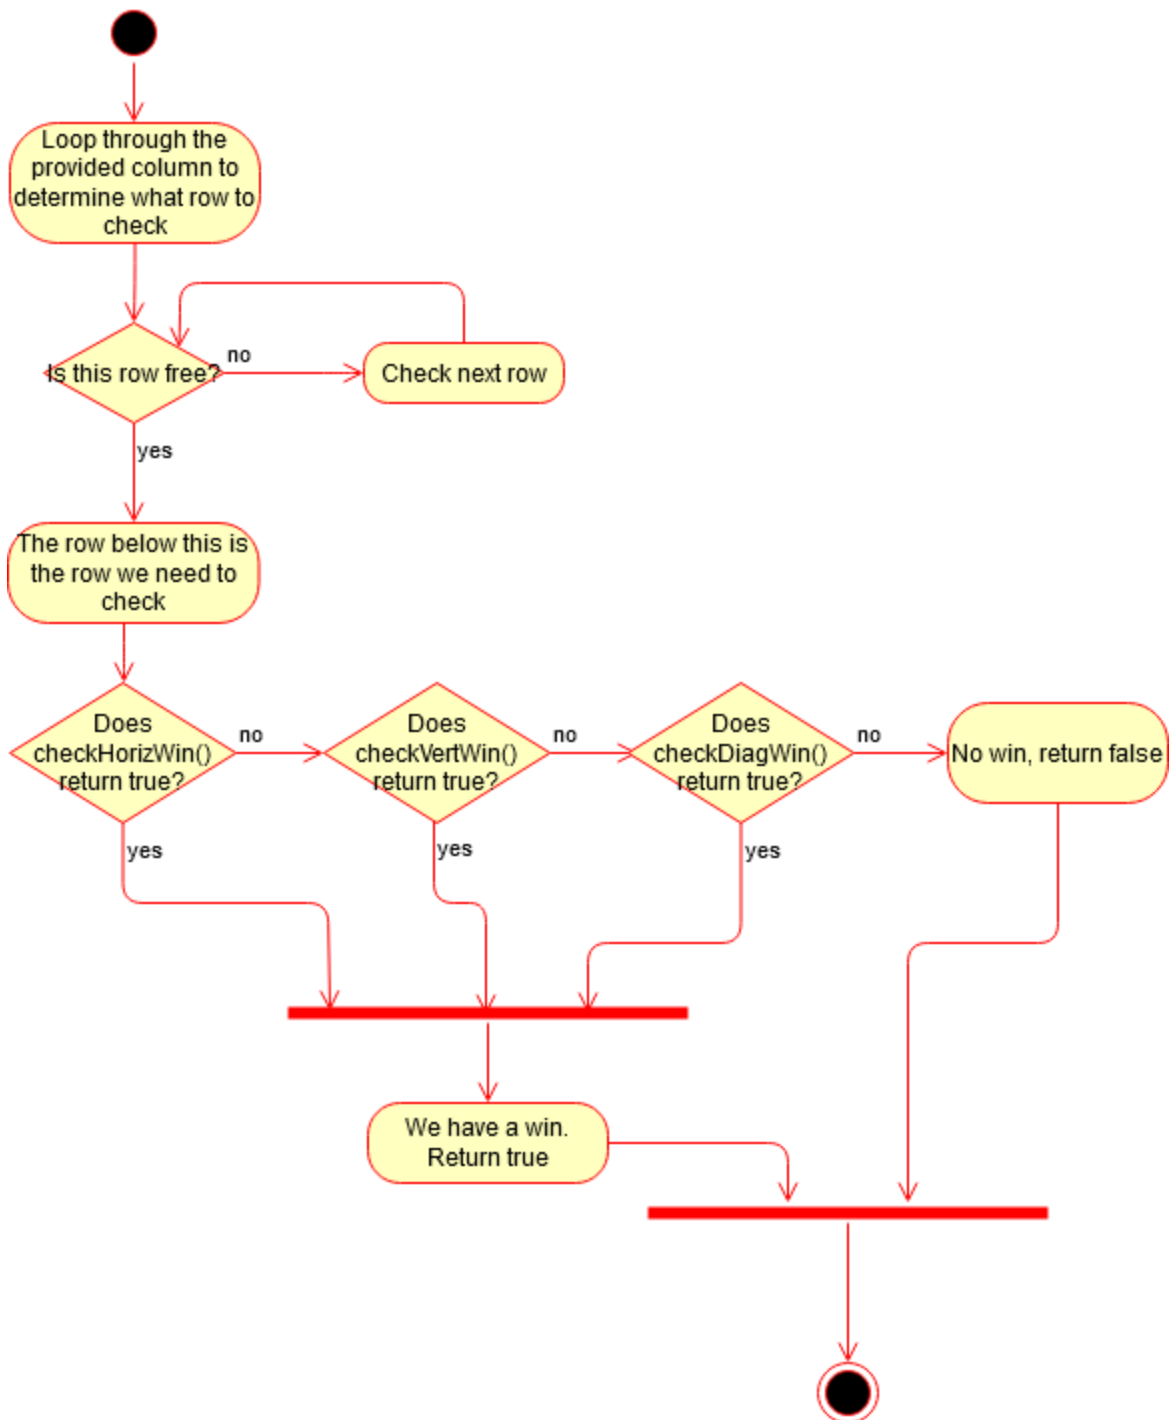 Loop through the
provided column to
determine what row to
check
Is this row free?
no
Check next row
yes
The row below this is
the row we need to
check
Does
checkHorizWin()
return true?
no
Does
checkVertWin()
return true?
no
Does
checkDiagWin()
return true?
no
No win, return false
yes
yes
yes
We have a win.
Return true